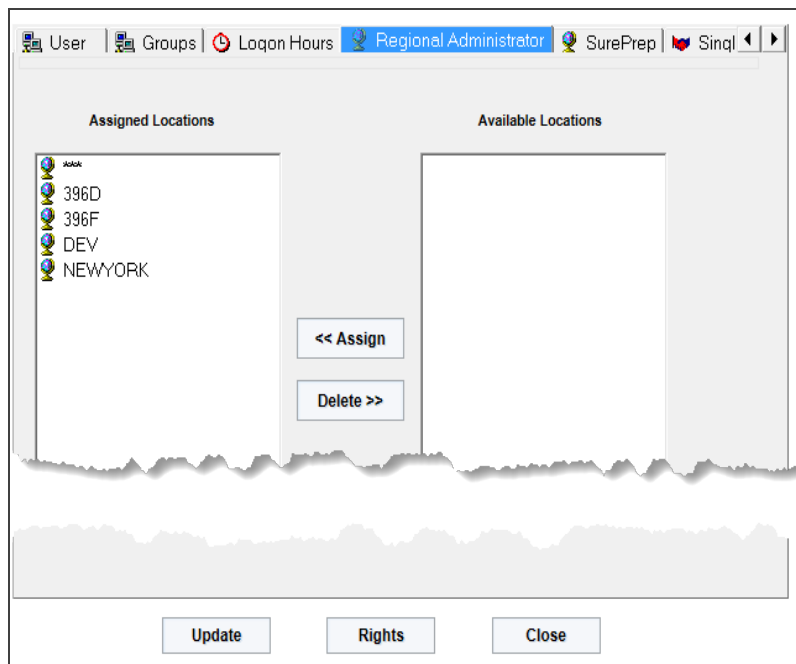 User Groups Logon Hours Regional Administrator SurePrep Singl
Assigned Locations Available Locations
***
396D
396F
DEV
NEWYORK
<< Assign
Delete >>
Update Rights Close